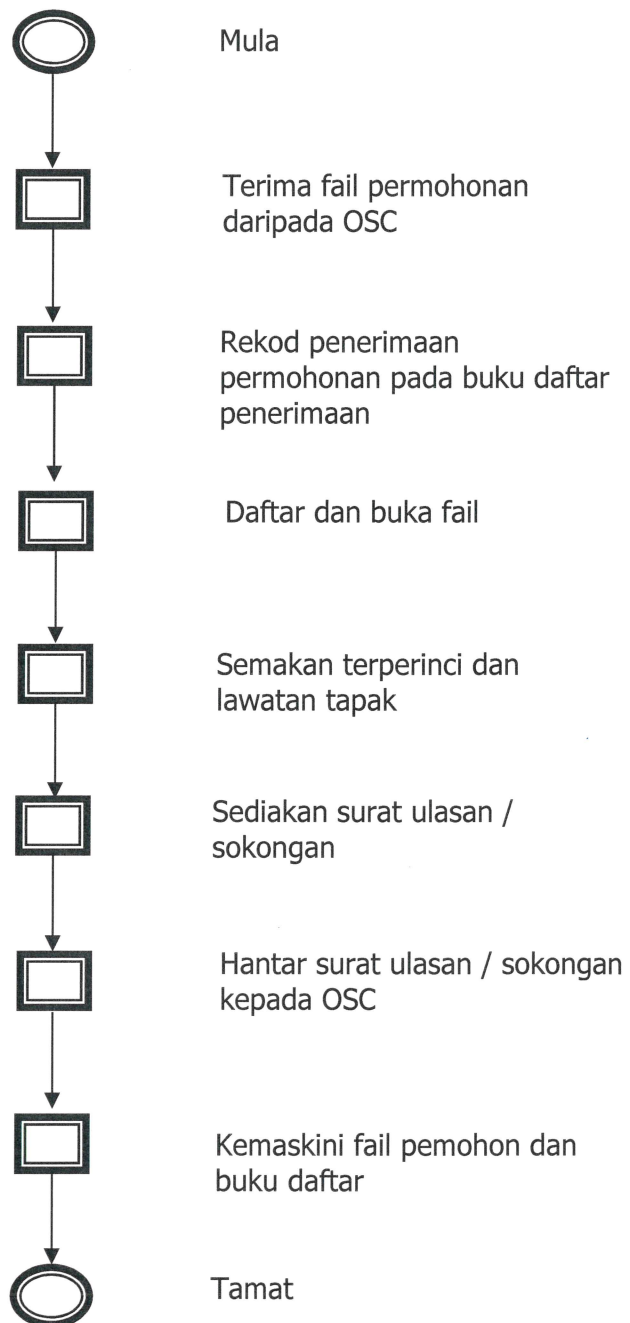 Mula
Terima fail permohonan
daripada OSC
Rekod penerimaan
permohonan pada buku daftar
penerimaan
Daftar dan buka fail
Semakan terperinci dan
lawatan tapak
Sediakan surat ulasan /
sokongan
Hantar surat ulasan / sokongan
kepada OSC
Kemaskini fail pemohon dan
buku daftar
Tamat